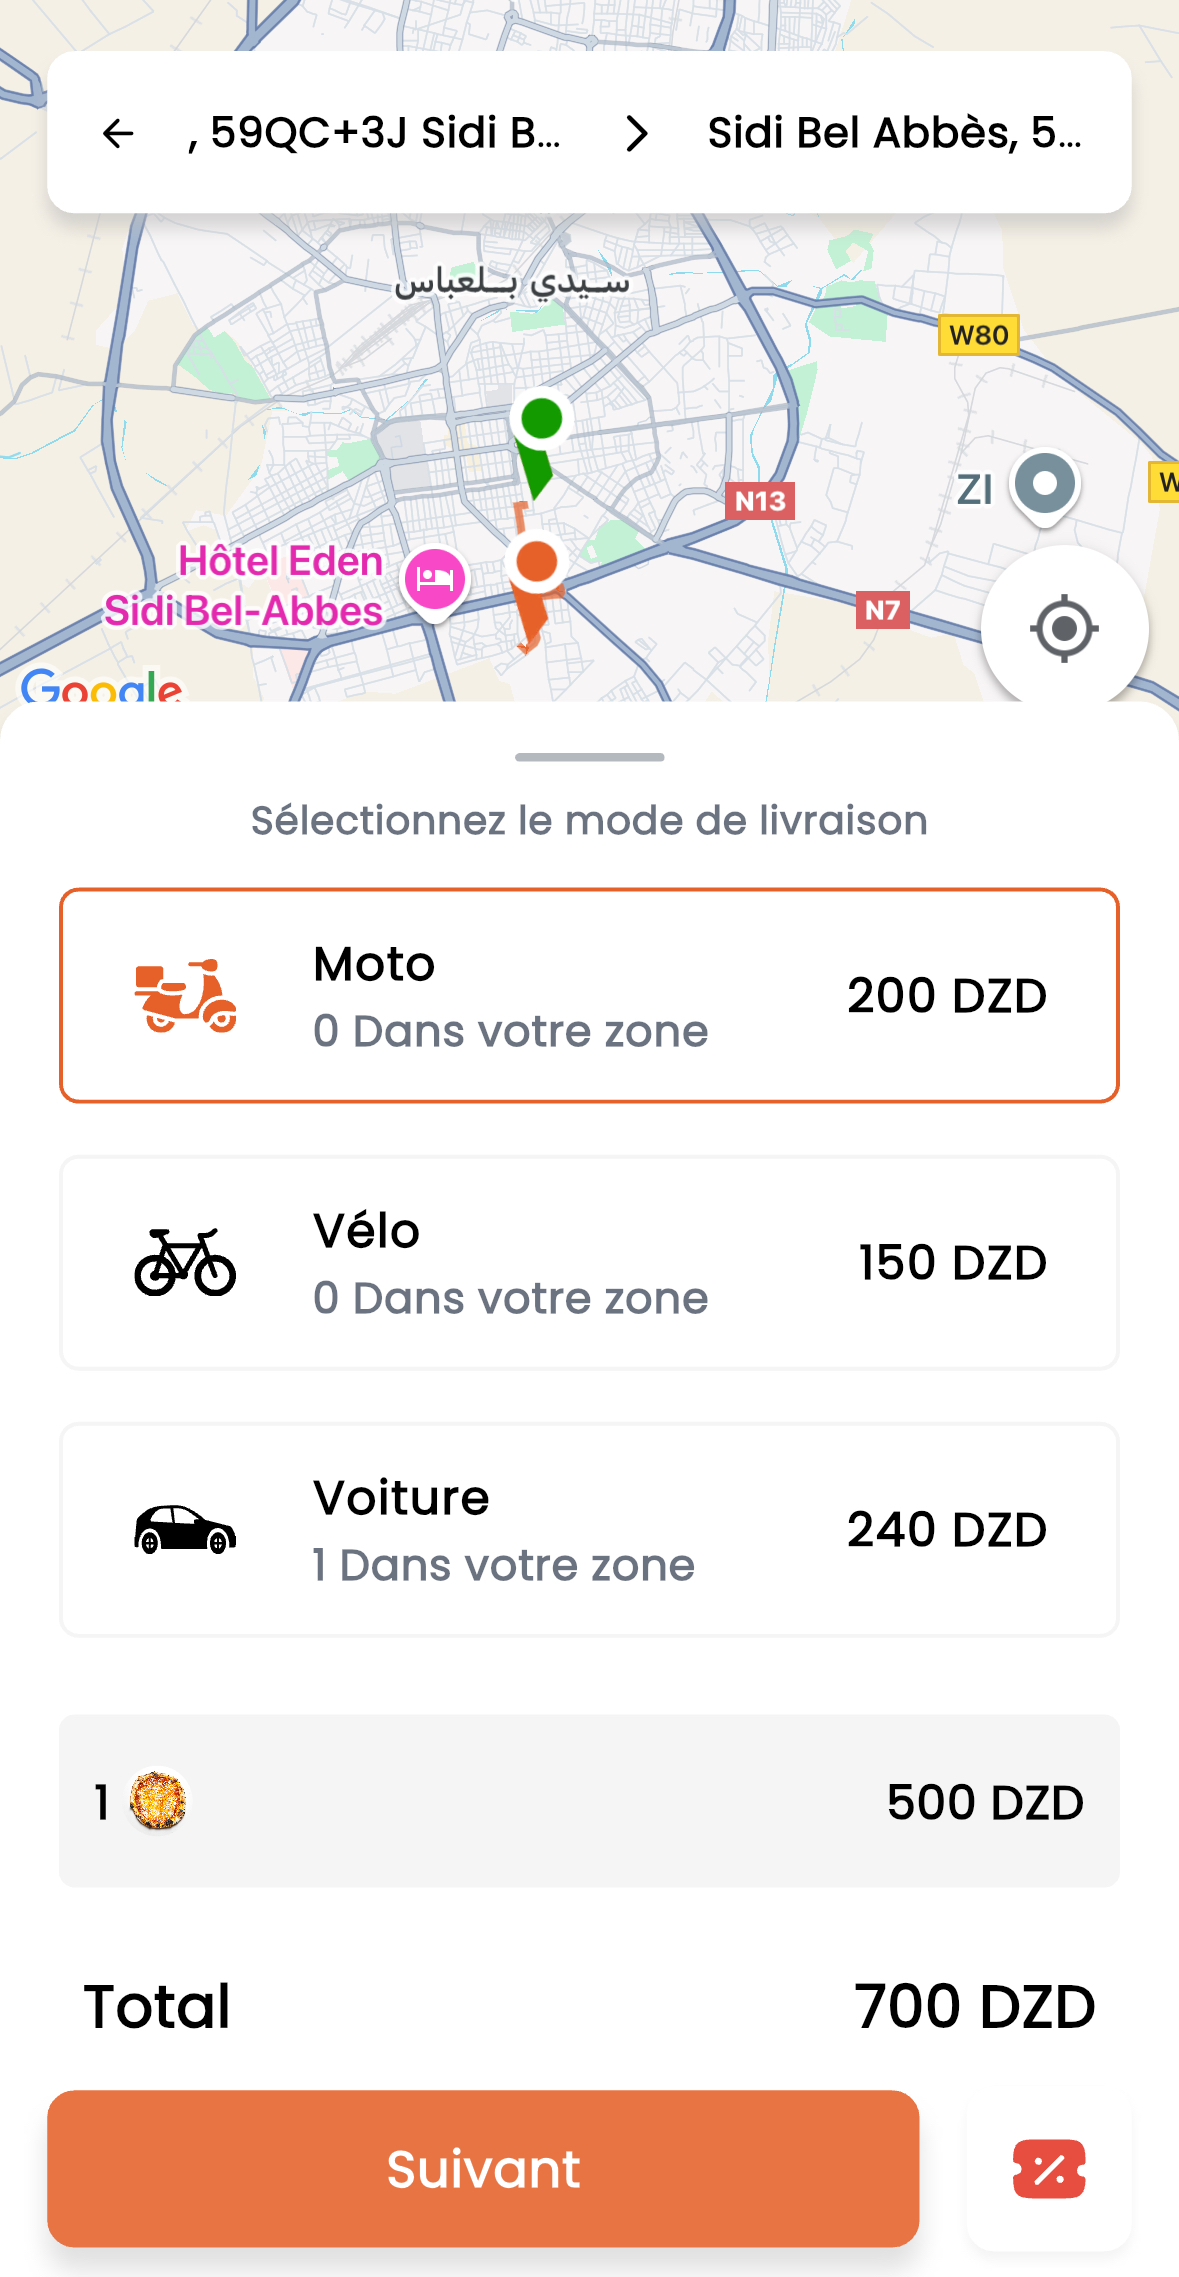 , 59QC+3J Sidi B...
Sidi Bel Abbès, 5...
سيدي بلعباس
W80
ZI
W
N13
Hôtel Eden
Sidi Bel-Abbes
N7
Google
Sélectionnez le mode de livraison
Moto
0 Dans votre zone
200 DZD
Vélo
0 Dans votre zone
150 DZD
Voiture
1 Dans votre zone
240 DZD
1
500 DZD
Total
700 DZD
Suivant